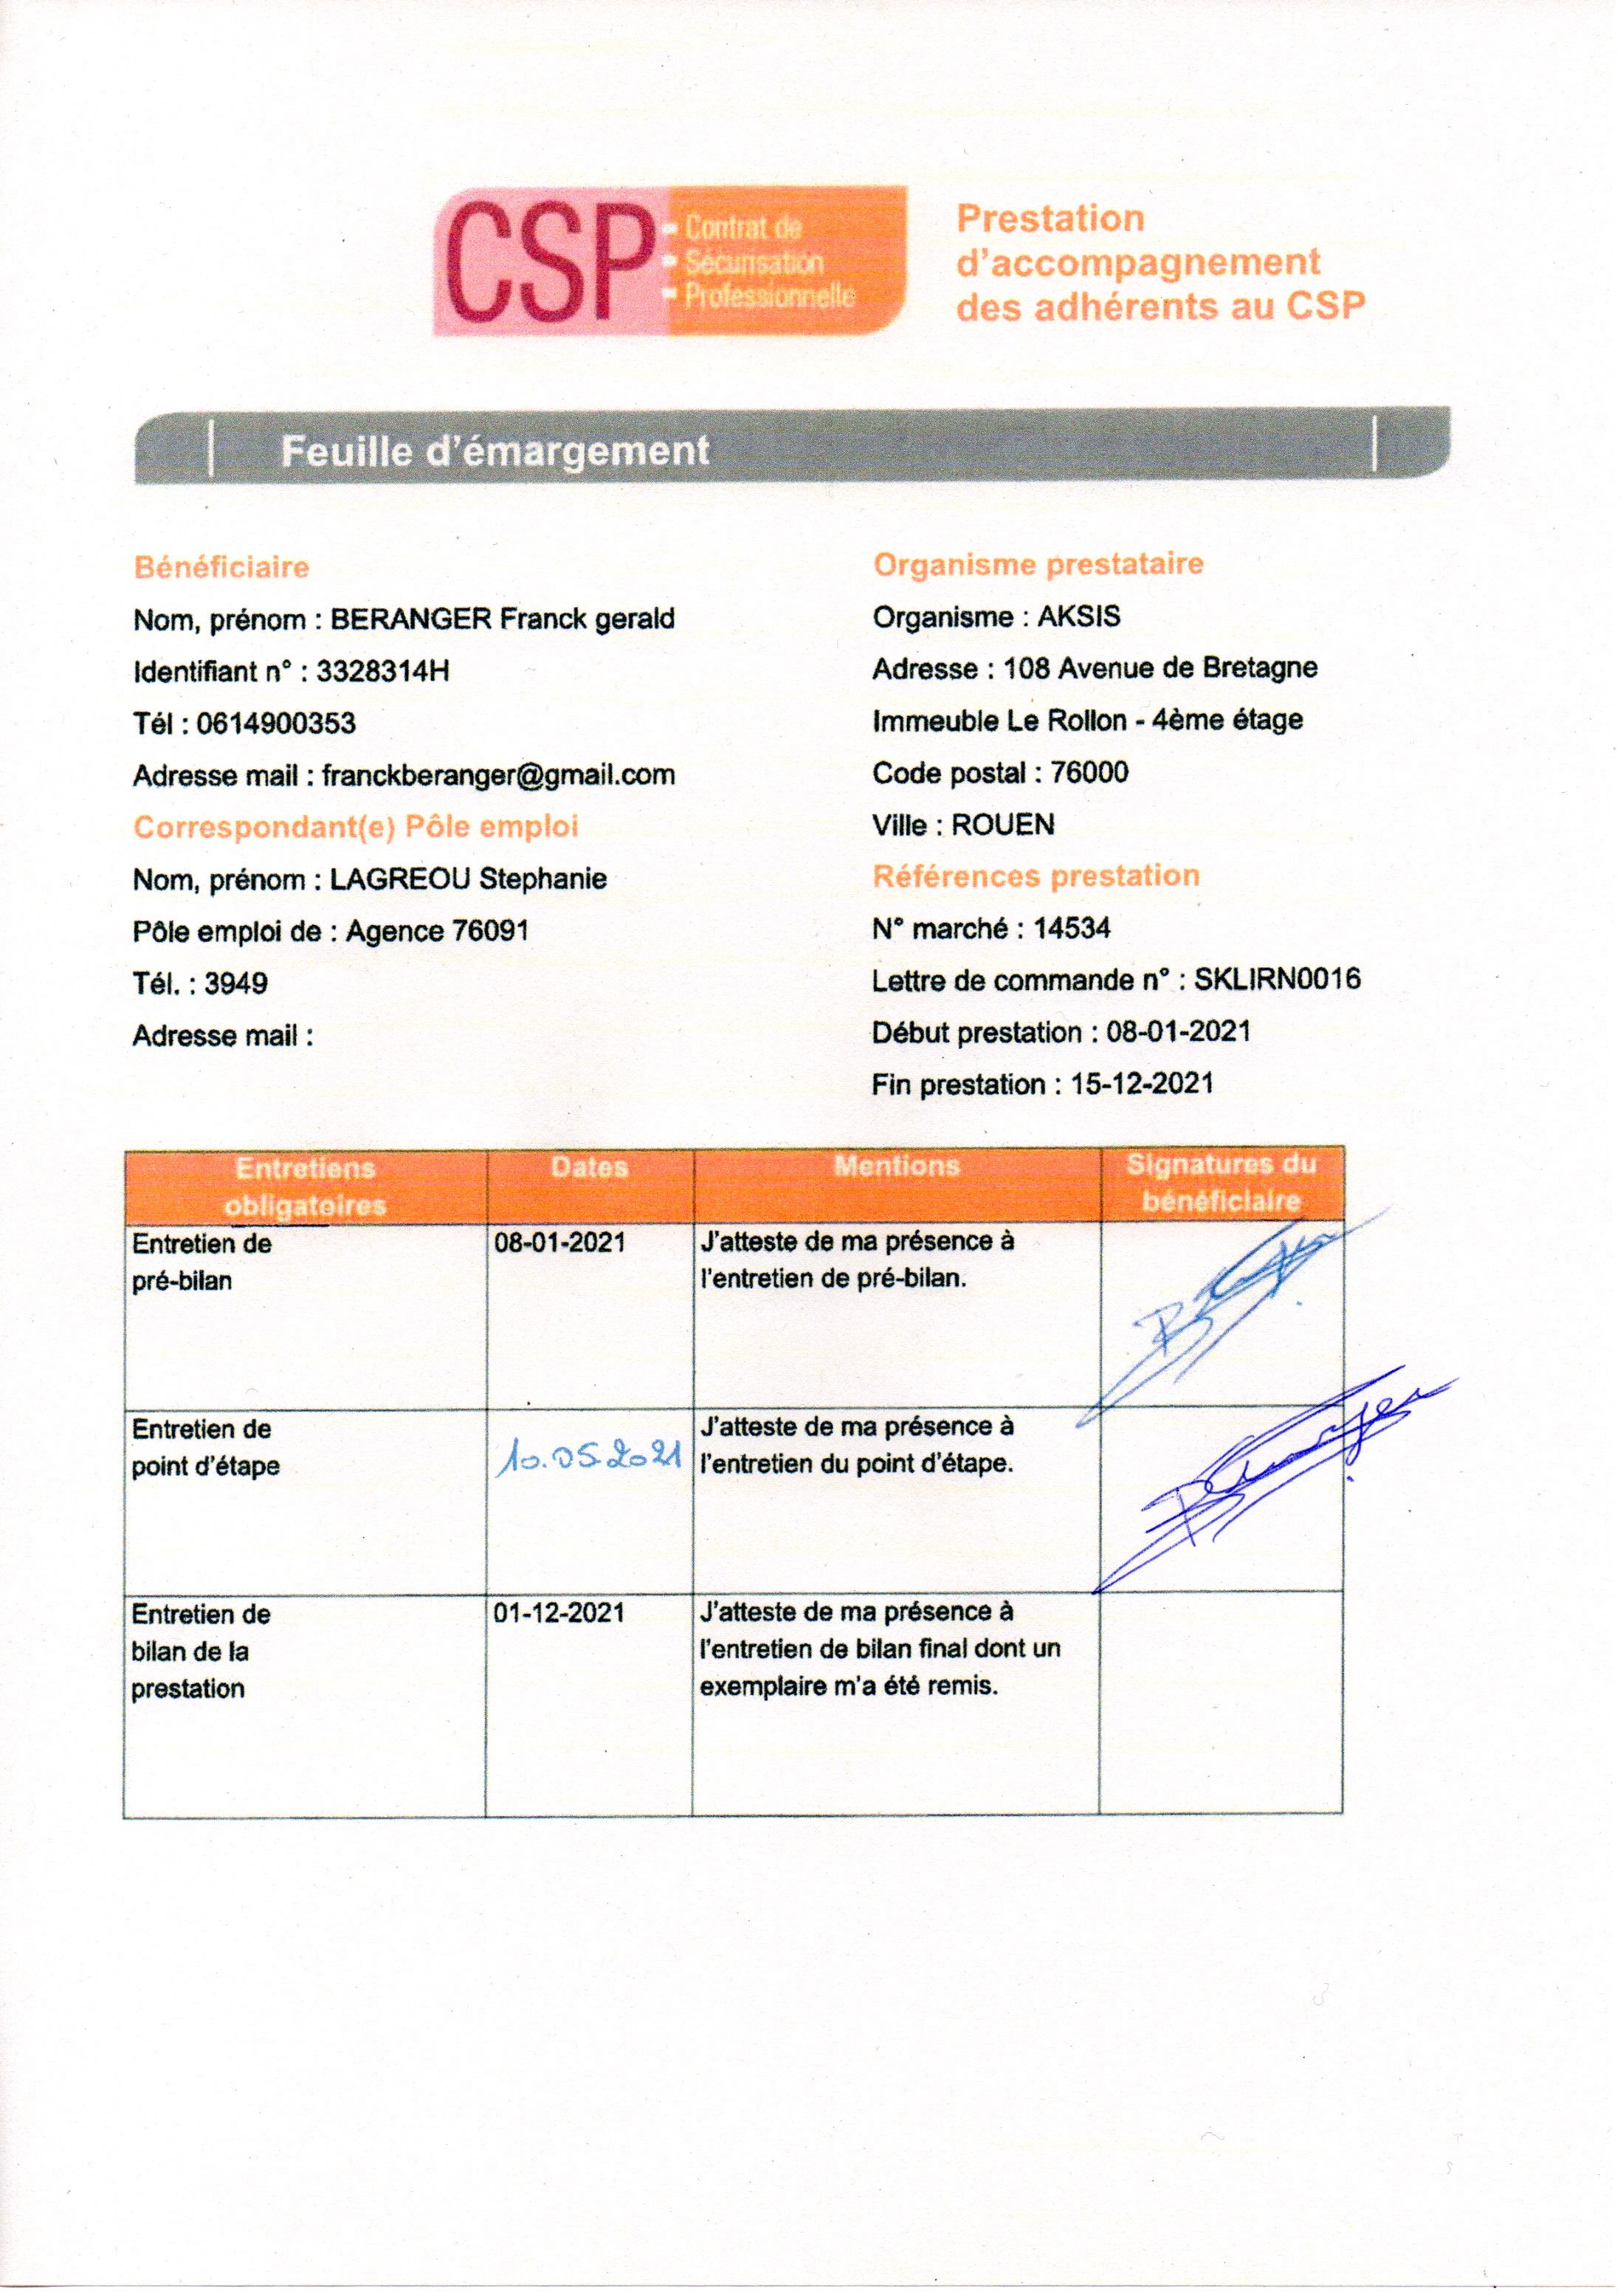 CSP
Contrat de
Sécurisation
Professionnelle
Prestation
d'accompagnement
des adhérents au CSP
Feuille d'émargement
Bénéficiaire
Nom, prénom : BERANGER Franck gerald
Identifiant n° : 3328314H
Tél : 0614900353
Adresse mail : franckberanger@gmail.com
Correspondant(e) Pôle emploi
Nom, prénom : LAGREOU Stephanie
Pôle emploi de : Agence 76091
Tél. : 3949
Adresse mail :
Organisme prestataire
Organisme : AKSIS
Adresse : 108 Avenue de Bretagne
Immeuble Le Rollon - 4ème étage
Code postal : 76000
Ville : ROUEN
Références prestation
N° marché : 14534
Lettre de commande n° : SKLIRN0016
Début prestation : 08-01-2021
Fin prestation : 15-12-2021
Entretiens
obligatoires
Dates
Mentions
Signatures du
bénéficiaire
Entretien de
pré-bilan
08-01-2021
J'atteste de ma présence à
l'entretien de pré-bilan.
Entretien de
point d'étape
10.05.2021
J'atteste de ma présence à
l'entretien du point d'étape.
Entretien de
bilan de la
prestation
01-12-2021
J'atteste de ma présence à
l'entretien de bilan final dont un
exemplaire m'a été remis.